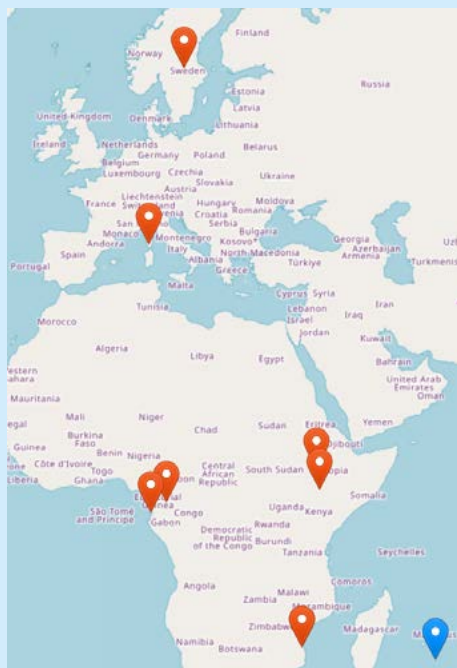 Finland
Norway
Sweden
Russia
Estonia
Latvia
United Kingdom
Denmark
Lithuania
Ireland
Netherlands
Belarus
Germany
Poland
Belgium
Luxembourg
Czechia
Ukraine
Slovakia
Austria
Liechtenstein
Moldova
France
Switzerland
Hungary
Romania
Croatia
Serbia
Monaco
Montenegro
Bulgaria
Georgia
Andorra
Italy
Kosovo
Azerbaijan
Spain
North Macedonia
Armenia
Portugal
Albania
Türkiye
Turkmenis
Greece
Malta
Cyprus
Syria
Tunisia
Lebanon
Iran
Morocco
Israel
Iraq
Jordan
Kuwait
Algeria
Libya
Egypt
Bahrain
United Arab
Emirates
Oman
Mauritania
Mali
Niger
Chad
Sudan
Eritrea
Yemen
Burkina
Faso
Djibouti
Guinea
Benin
Nigeria
Central
African
Republic
Côte d'Ivoire
Togo
Ghana
South Sudan
Liberia
Somalia
Uganda
Kenya
São Tomé
and Príncipe
Gabon
Congo
Democratic
Republic
of the Congo
Rwanda
Burundi
Tanzania
Seychelles
Angola
Comoros
Malawi
Zambia
Mozambique
Zimbabwe
Madagascar
Namibia
Botswana